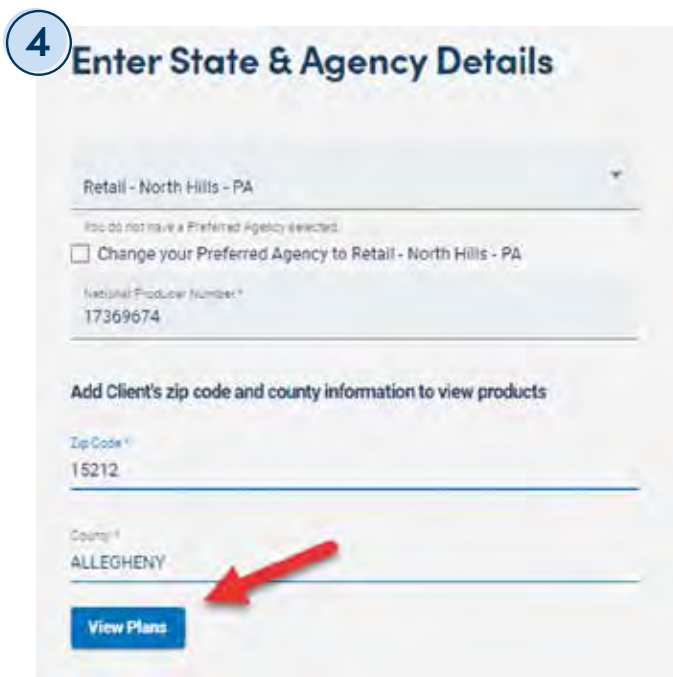 4
Enter State & Agency Details
Retail - North Hills - PA
You do not have a Preferred Agency selected.
Change your Preferred Agency to Retail - North Hills - PA
National Producer Number *
17369674
Add Client's zip code and county information to view products
Zip Code *
15212
County *
ALLEGHENY
View Plans